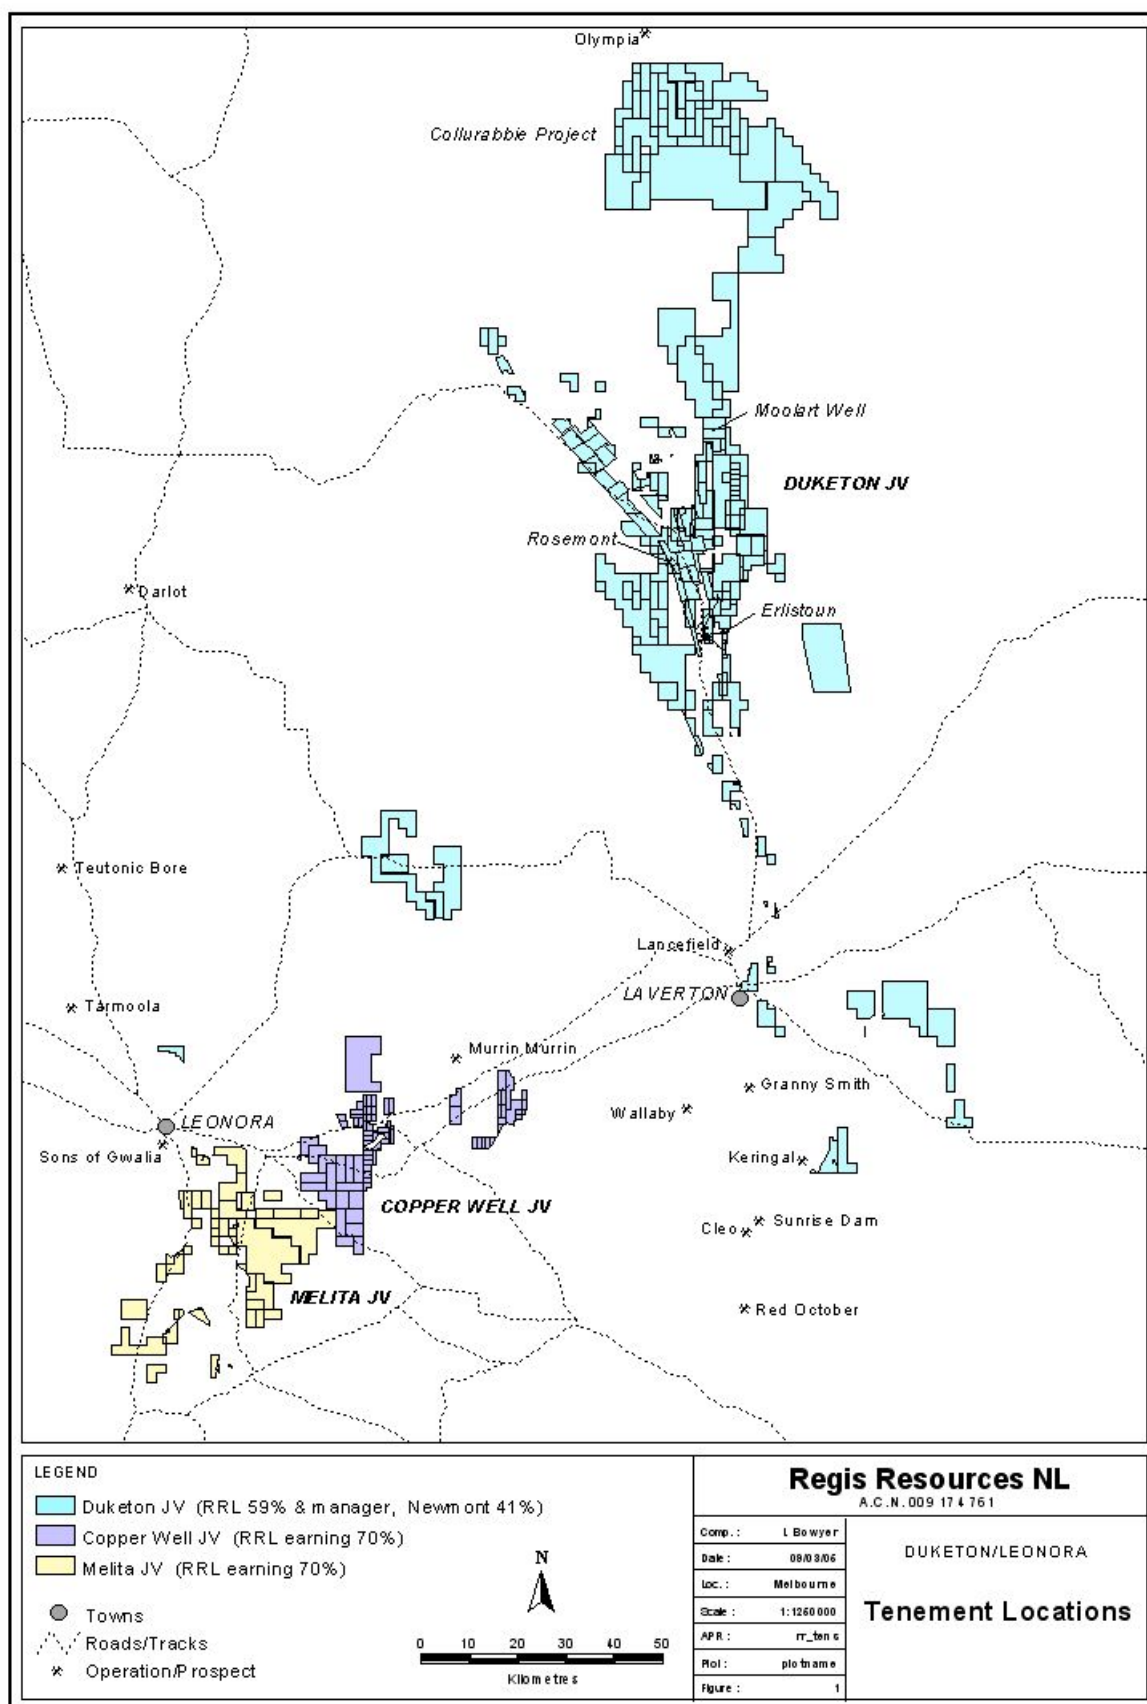 Olympia
Collurabbie Project
Moolart Well
DUKETON JV
Rosemont
Darlot
Erlistoun
Teutonic Bore
Lancefield
LAVERTON
Tarmoola
Murrin Murrin
Granny Smith
Wallaby
LEONORA
Sons of Gwalia
Keringal
COPPER WELL JV
Sunrise Dam
Cleo
MELITA JV
Red October
LEGEND
Duketon JV (RRL 59% & manager, Newmont 41%)
Copper Well JV (RRL earning 70%)
Melita JV (RRL earning 70%)
Towns
Roads/Tracks
Operation/Prospect
N
0 10 20 30 40 50
Kilometres
Regis Resources NL
A.C.N. 009 174 761
Comp. : L Bowyer
Date :
Loc. : Melbourne
Scale : 1:1250000
APR : rr_tens
Plot : plotname
Figure : 1
DUKETON/LEONORA
Tenement Locations